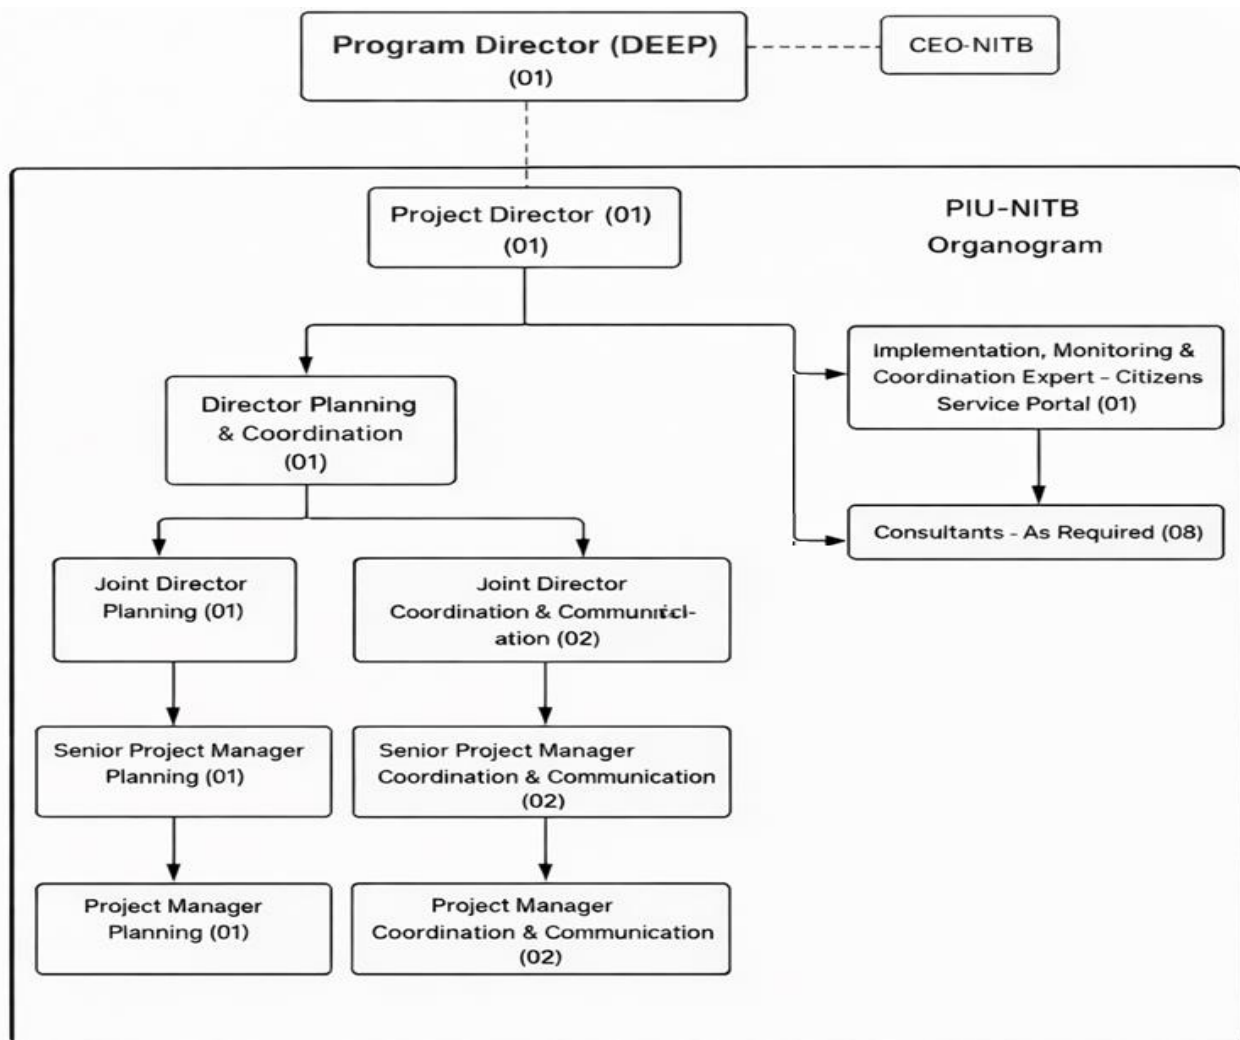 Program Director (DEEP)
(01)
CEO-NITB
Project Director (01)
(01)
PIU-NITB
Organogram
Implementation, Monitoring &
Coordination Expert - Citizens
Service Portal (01)
Director Planning
& Coordination
(01)
Consultants - As Required (08)
Joint Director
Planning (01)
Joint Director
Coordination &
ation (02)
Senior Project Manager
Planning (01)
Senior Project Manager
Coordination & Communication
(02)
Project Manager
Planning (01)
Project Manager
Coordination & Communication
(02)